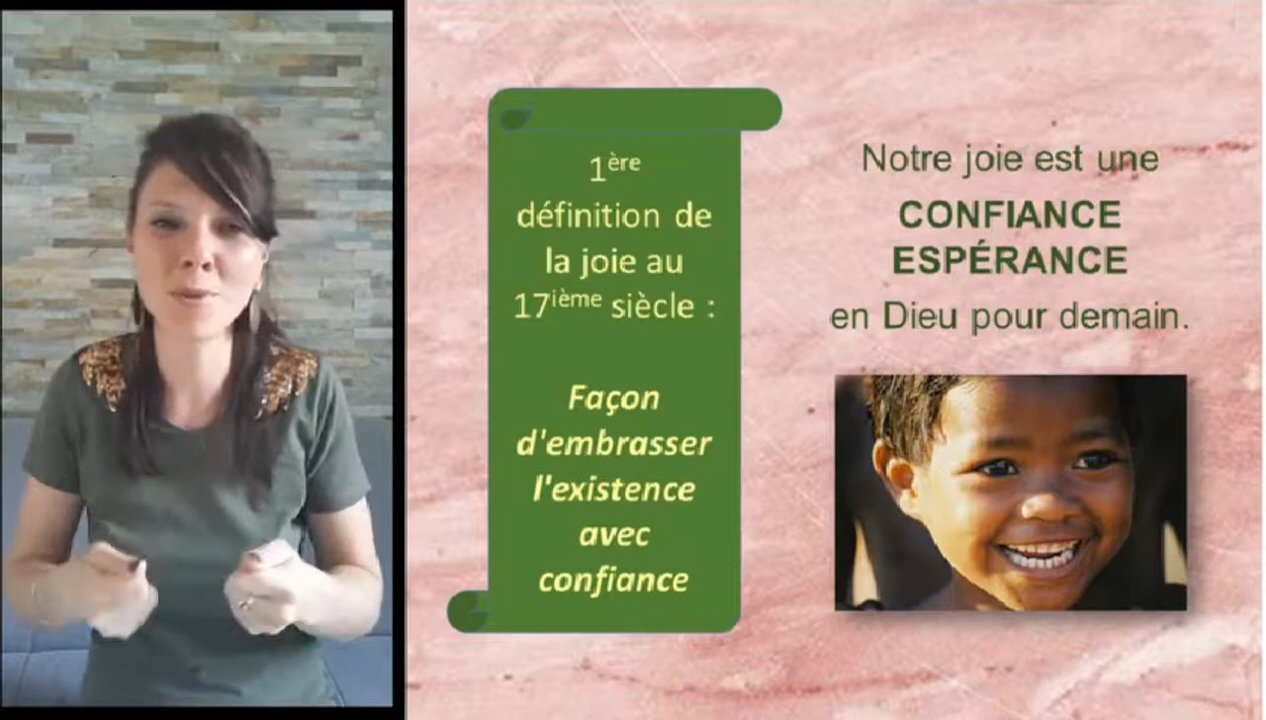 1ère
définition de
la joie au
17ième siècle :
Façon
d'embrasser
l'existence
avec
confiance
Notre joie est une
CONFIANCE
ESPÉRANCE
en Dieu pour demain.